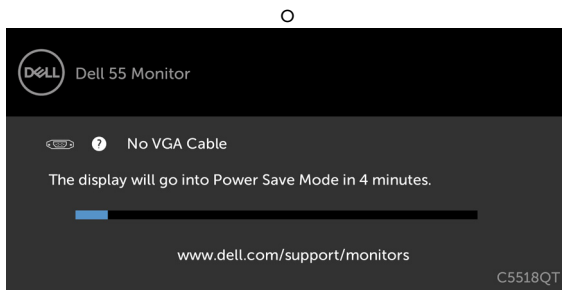 O
DELL
Dell 55 Monitor
? No VGA Cable
The display will go into Power Save Mode in 4 minutes.
www.dell.com/support/monitors
C5518QT